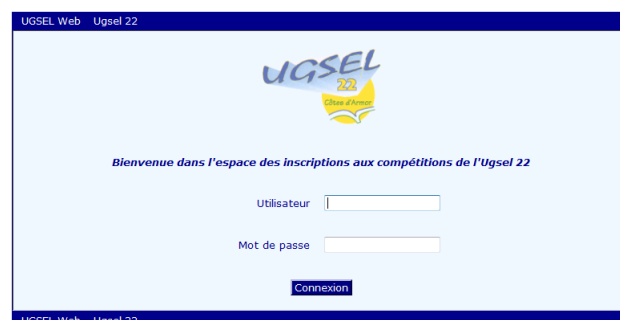 UGSEL Web Ugsel 22
UGSEL
22
Côtes d'Armor
Bienvenue dans l'espace des inscriptions aux compétitions de l'Ugsel 22
Utilisateur
Mot de passe
Connexion
UGSEL Web Ugsel 22